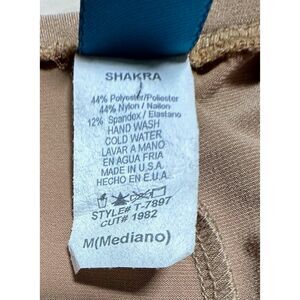 SHAKRA
44% Polyester/Poliester
44% Nylon / Nailon
12% Spandex / Elastano
HAND WASH
COLD WATER
LAVAR A MANO
EN AGUA FRIA
MADE IN U.S.A.
HECHO EN E.U.A.
STYLE# T-7897
CUT# 1982
M(Mediano)